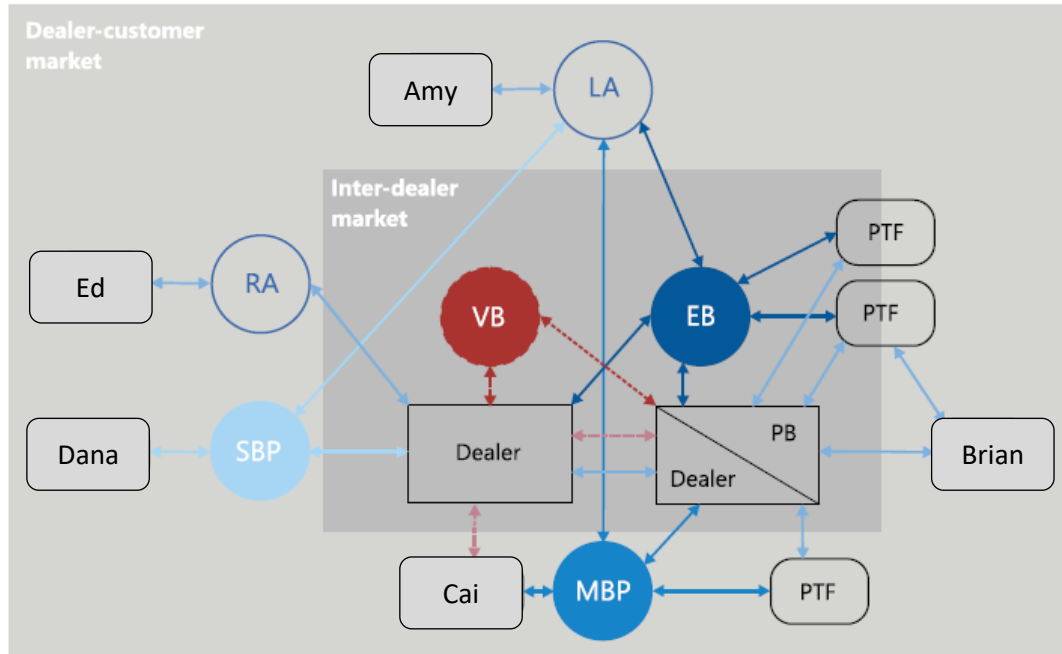 Dealer-customer
market
Amy
LA
Inter-dealer
market
PTF
Ed
RA
VB
EB
PTF
Dana
SBP
Dealer
PB
Dealer
Brian
Cai
MBP
PTF